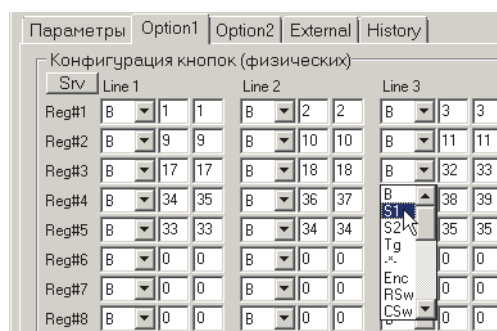 Параметры Option1 Option2 External History
Конфигурация кнопок (физических)
Srv Line 1 Line 2 Line 3
Reg#1 B 1 1 B 2 2 B 3 3
Reg#2 B 9 9 B 10 10 B 11 11
Reg#3 B 17 17 B 18 18 B 32 33
Reg#4 B 34 35 B 36 37 B 38 39
Reg#5 B 33 33 B 34 34 S1 35 35
Reg#6 B 0 0 B 0 0 S2 0 0
Reg#7 B 0 0 B 0 0 Tg 0 0
Reg#8 B 0 0 B 0 0 -*- 0 0
Enc
RSw
CSw